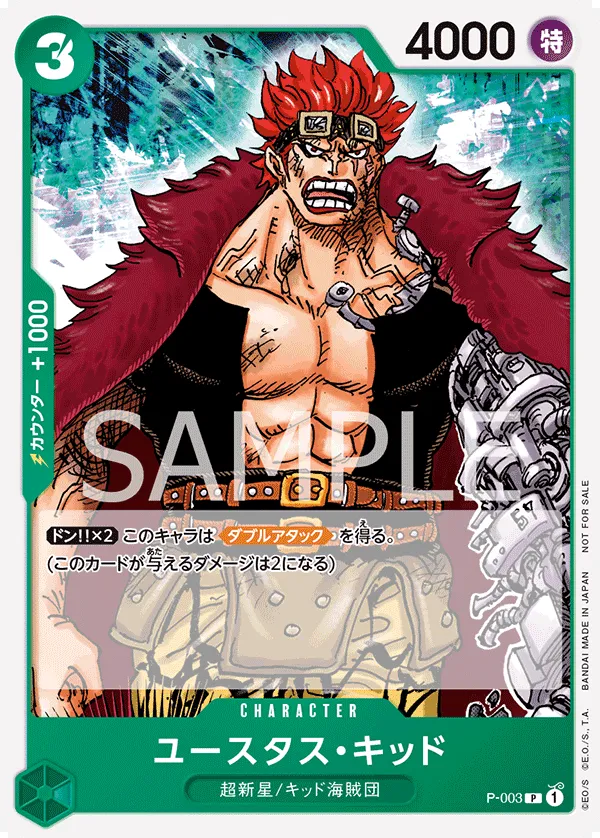 3
4000
特
カウンター +1000
SAMPLE
ドン!!×2 このキャラは ダブルアタック を得る。
(このカードが与えるダメージは2になる)
CHARACTER
ユースタス・キッド
超新星/キッド海賊団
P-003 P 1
©EO/S ©E.O./S., T.A. BANDAI MADE IN JAPAN NOT FOR SALE